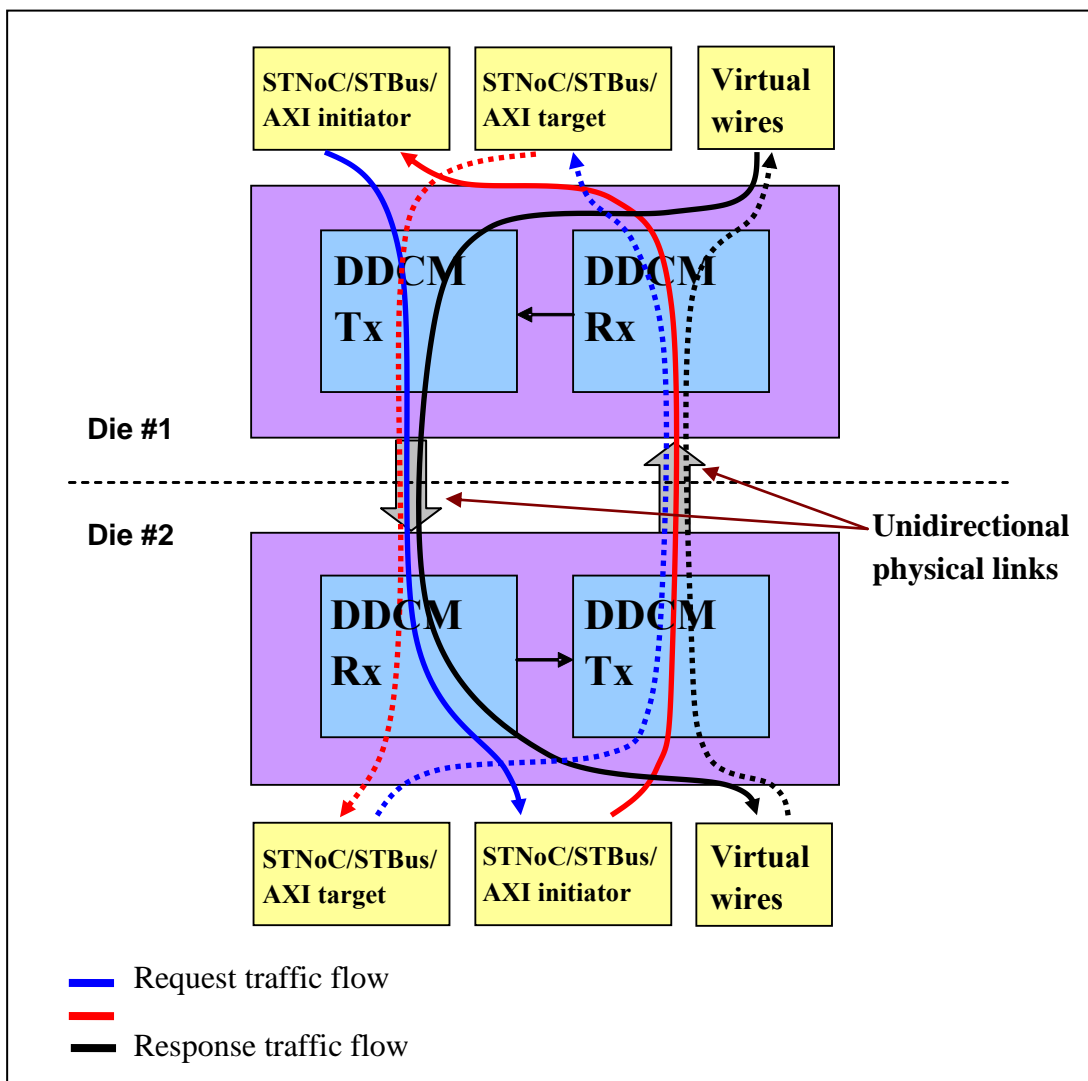 STNoC/STBus/
AXI initiator
STNoC/STBus/
AXI target
Virtual
wires
DDCM
Tx
DDCM
Rx
Die #1
Die #2
Unidirectional
physical links
DDCM
Rx
DDCM
Tx
STNoC/STBus/
AXI target
STNoC/STBus/
AXI initiator
Virtual
wires
Request traffic flow
Response traffic flow